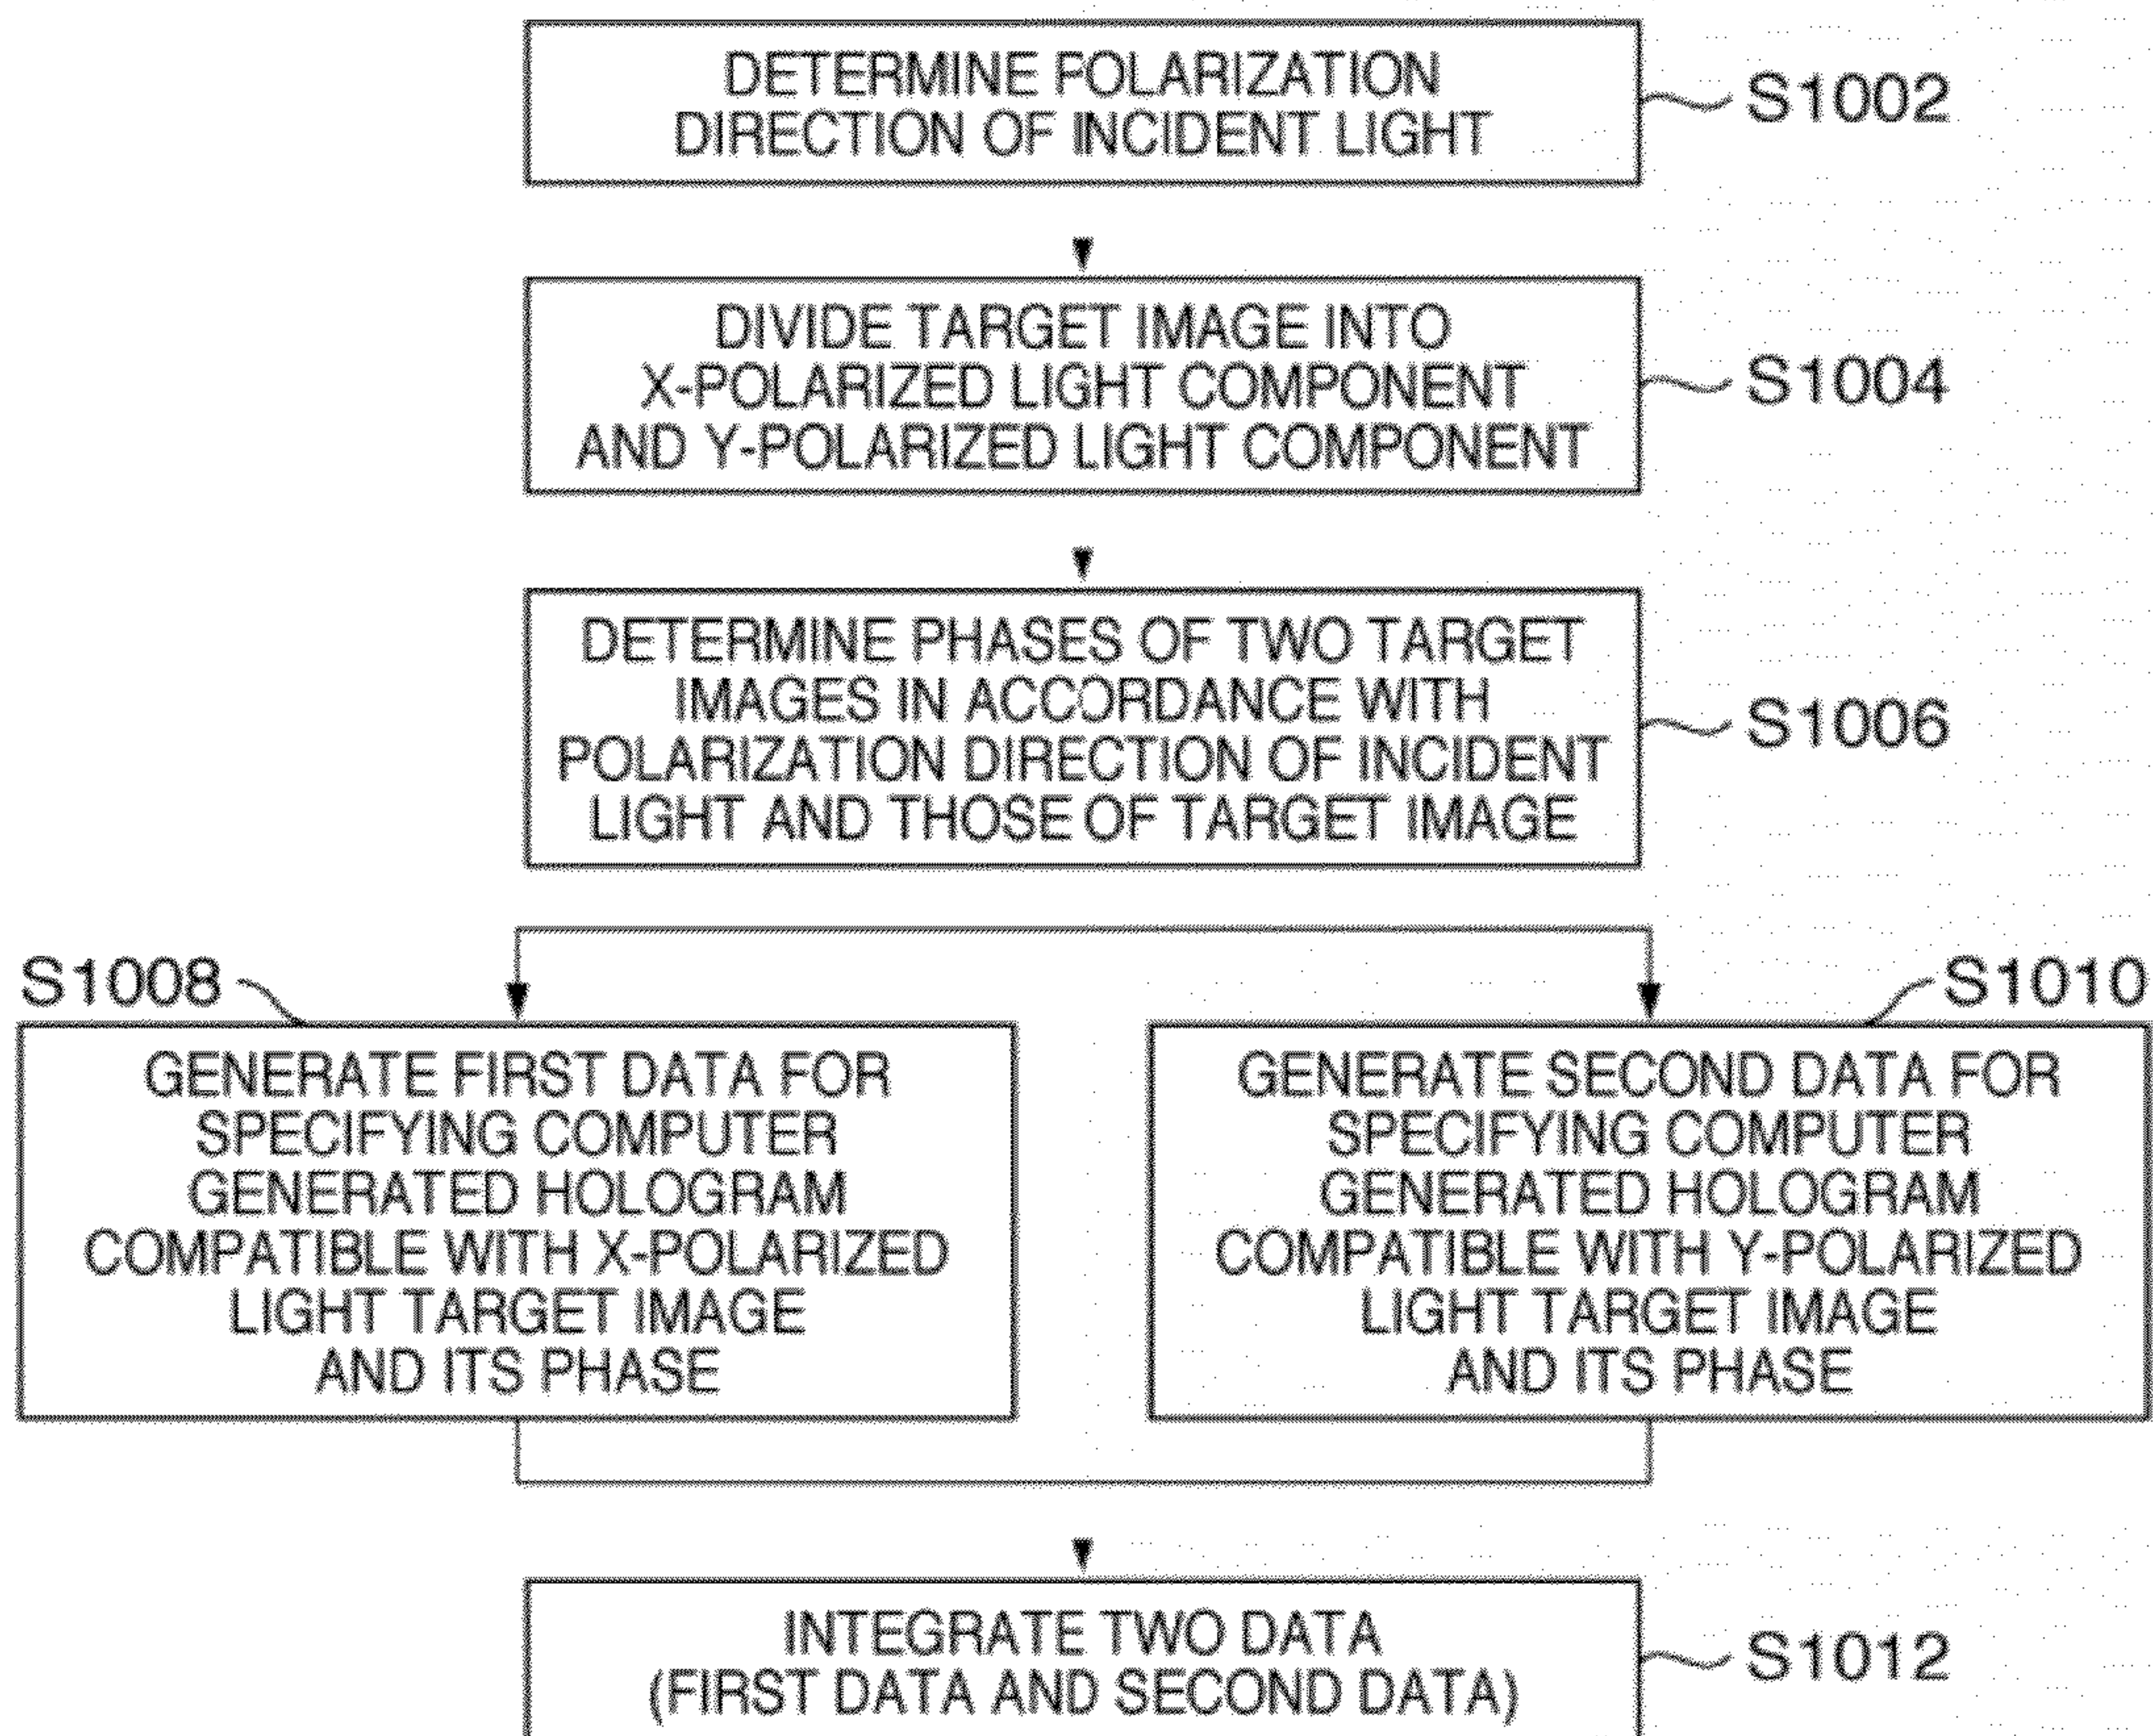 DETERMINE POLARIZATION
DIRECTION OF INCIDENT LIGHT
S1002
DIVIDE TARGET IMAGE INTO
X-POLARIZED LIGHT COMPONENT
AND Y-POLARIZED LIGHT COMPONENT
S1004
DETERMINE PHASES OF TWO TARGET
IMAGES IN ACCORDANCE WITH
POLARIZATION DIRECTION OF INCIDENT
LIGHT AND THOSE OF TARGET IMAGE
S1006
S1008
GENERATE FIRST DATA FOR
SPECIFYING COMPUTER
GENERATED HOLOGRAM
COMPATIBLE WITH X-POLARIZED
LIGHT TARGET IMAGE
AND ITS PHASE
S1010
GENERATE SECOND DATA FOR
SPECIFYING COMPUTER
GENERATED HOLOGRAM
COMPATIBLE WITH Y-POLARIZED
LIGHT TARGET IMAGE
AND ITS PHASE
INTEGRATE TWO DATA
(FIRST DATA AND SECOND DATA)
S1012